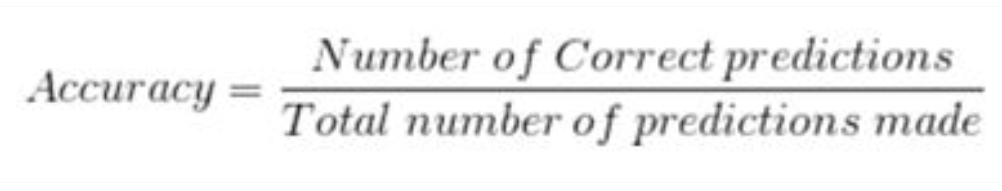 Number of Correct predictions
Accuracy =
Total number of predictions made